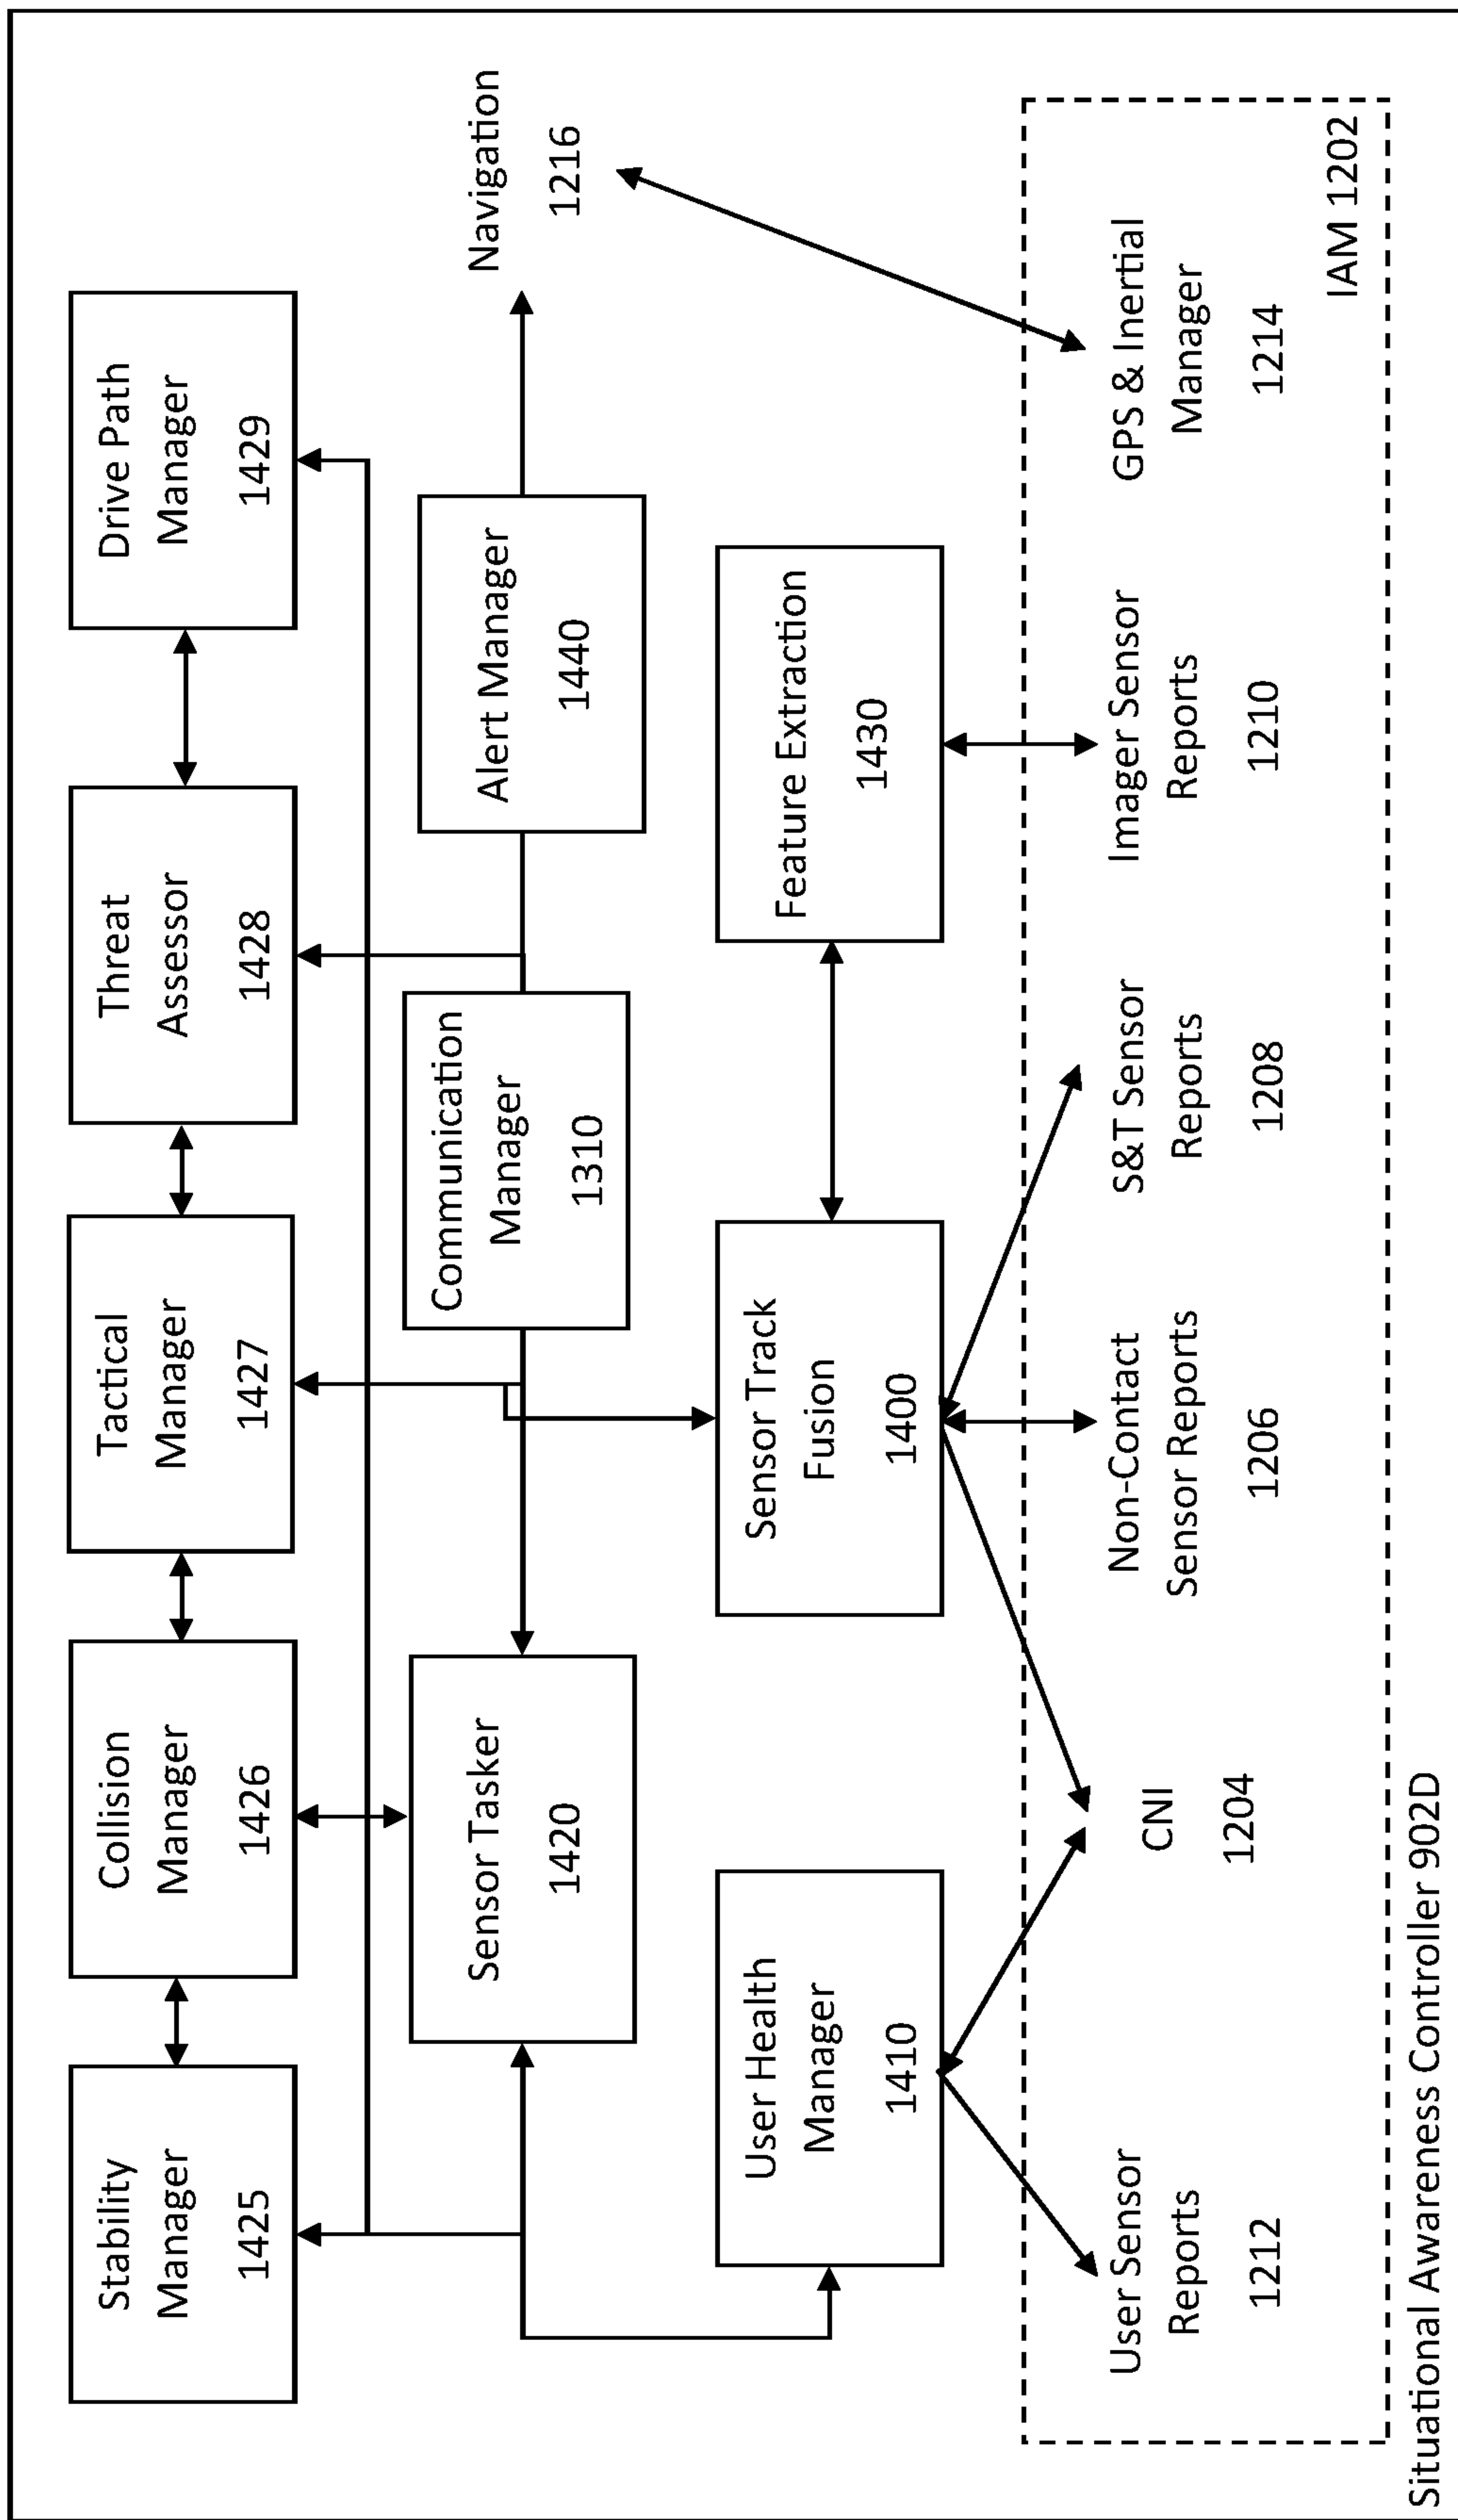 Stability
Manager
1425
Collision
Manager
1426
Tactical
Manager
1427
Threat
Assessor
1428
Drive Path
Manager
1429
Sensor Tasker
1420
Communication
Manager
1310
Alert Manager
1440
Navigation
1216
User Health
Manager
1410
Sensor Track
Fusion
1400
Feature Extraction
1430
User Sensor
Reports
1212
CNI
1204
Non-Contact
Sensor Reports
1206
S&T Sensor
Reports
1208
Imager Sensor
Reports
1210
GPS & Inertial
Manager
1214
IAM 1202
Situational Awareness Controller 902D